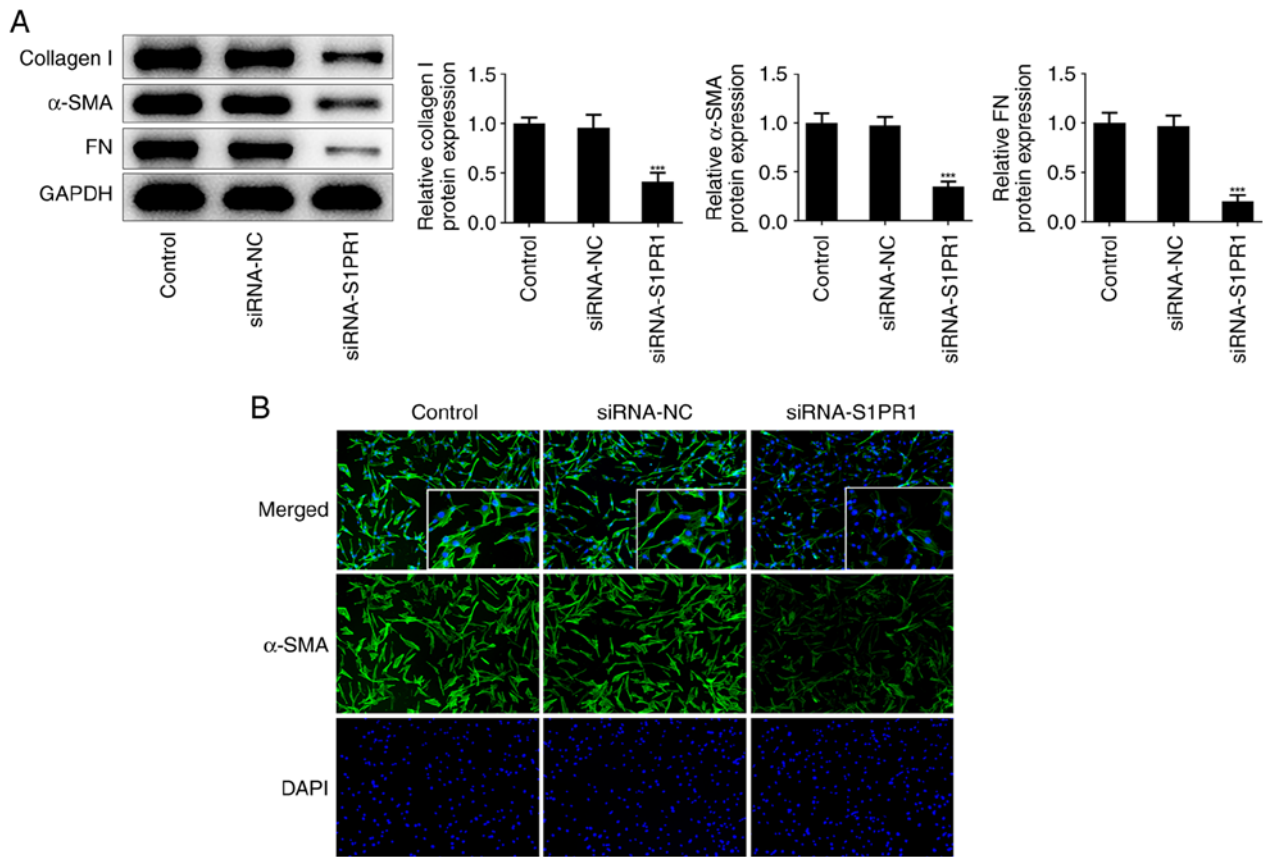 A
Collagen I
α-SMA
FN
GAPDH
Control
siRNA-NC
siRNA-S1PR1
Relative collagen I
protein expression
1.5
1.0
0.5
0.0
***
Control
siRNA-NC
siRNA-S1PR1
Relative α-SMA
protein expression
1.5
1.0
0.5
0.0
***
Control
siRNA-NC
siRNA-S1PR1
Relative FN
protein expression
1.5
1.0
0.5
0.0
***
Control
siRNA-NC
siRNA-S1PR1
B
Control siRNA-NC siRNA-S1PR1
Merged
α-SMA
DAPI